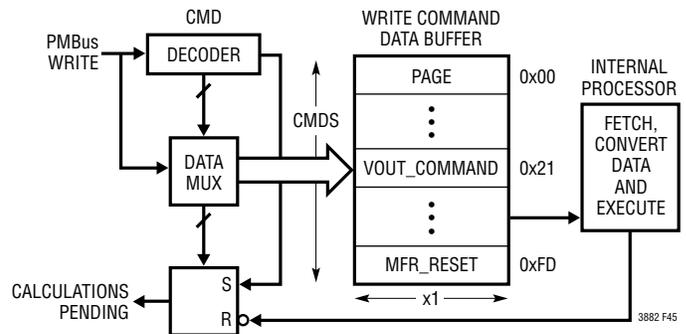 CMD
PMBus
WRITE
DECODER
WRITE COMMAND
DATA BUFFER
PAGE
0x00
CMDS
DATA
MUX
VOUT_COMMAND
0x21
MFR_RESET
0xFD
x1
INTERNAL
PROCESSOR
FETCH,
CONVERT
DATA
AND
EXECUTE
S
R
CALCULATIONS
PENDING
3882 F45